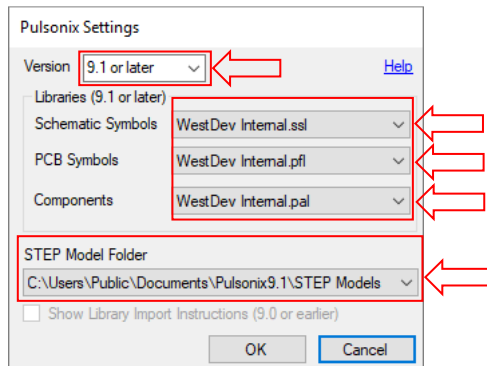 Pulsonix Settings
Version 9.1 or later Help
Libraries (9.1 or later)
Schematic Symbols WestDev Internal.ssl
PCB Symbols WestDev Internal.pfl
Components WestDev Internal.pal
STEP Model Folder
C:\Users\Public\Documents\Pulsonix9.1\STEP Models
Show Library Import Instructions (9.0 or earlier)
OK Cancel